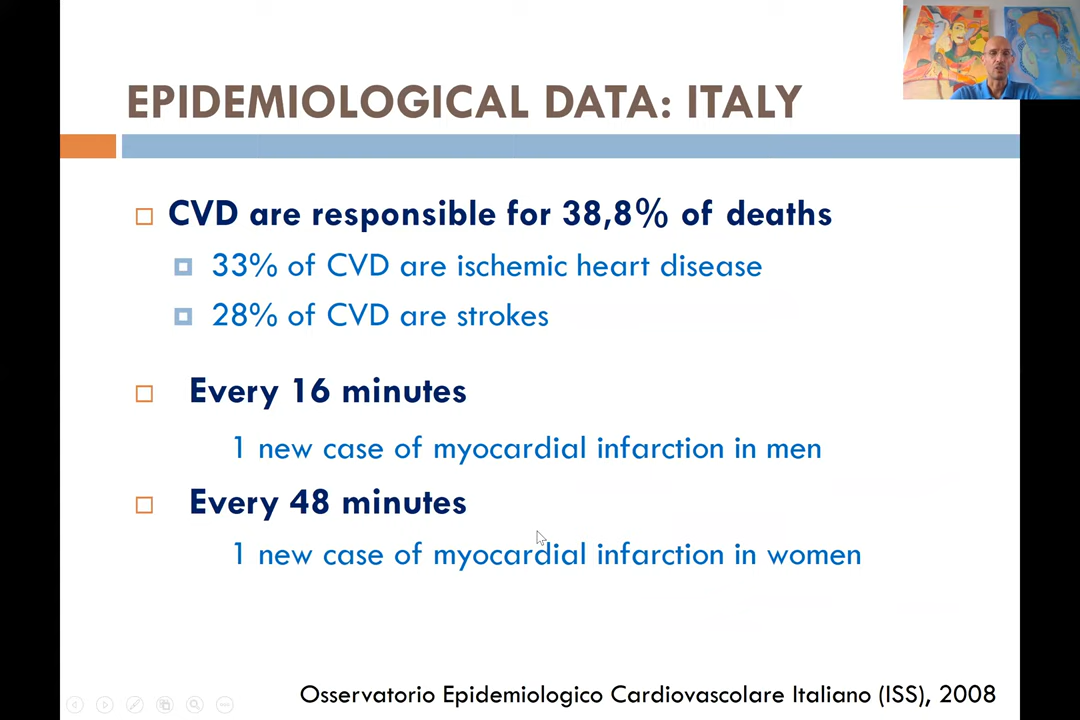 EPIDEMIOLOGICAL DATA: ITALY
CVD are responsible for 38,8% of deaths
33% of CVD are ischemic heart disease
28% of CVD are strokes
Every 16 minutes
1 new case of myocardial infarction in men
Every 48 minutes
1 new case of myocardial infarction in women
Osservatorio Epidemiologico Cardiovascolare Italiano (ISS), 2008